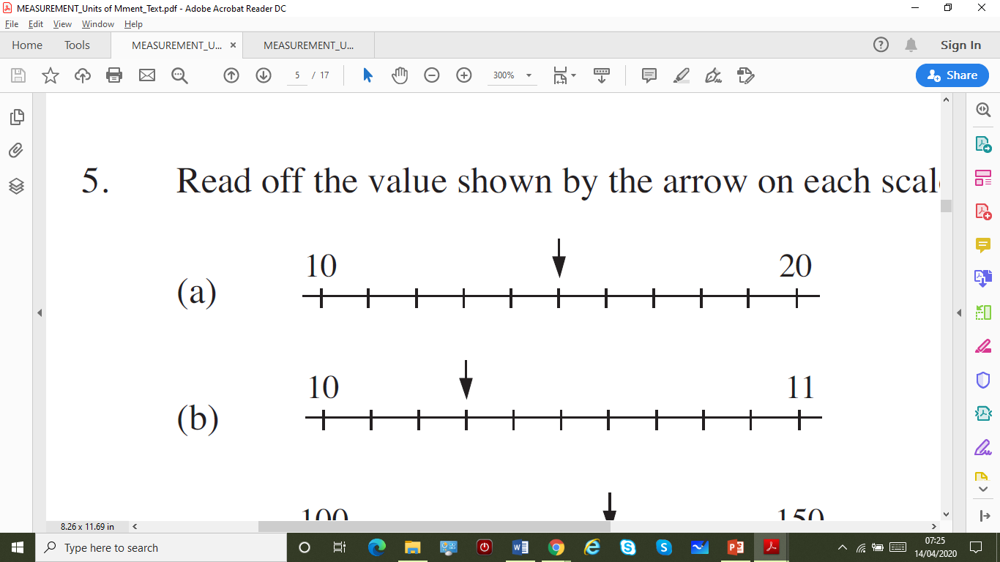 MEASUREMENT_Units of Mment_Text.pdf - Adobe Acrobat Reader DC
File Edit View Window Help
Home Tools MEASUREMENT_U... × MEASUREMENT_U... Sign In
5 / 17 300% Share
5. Read off the value shown by the arrow on each scal
10 20
(a)
10 11
(b)
100 150
8.26 x 11.69 in
Type here to search
07:25
14/04/2020